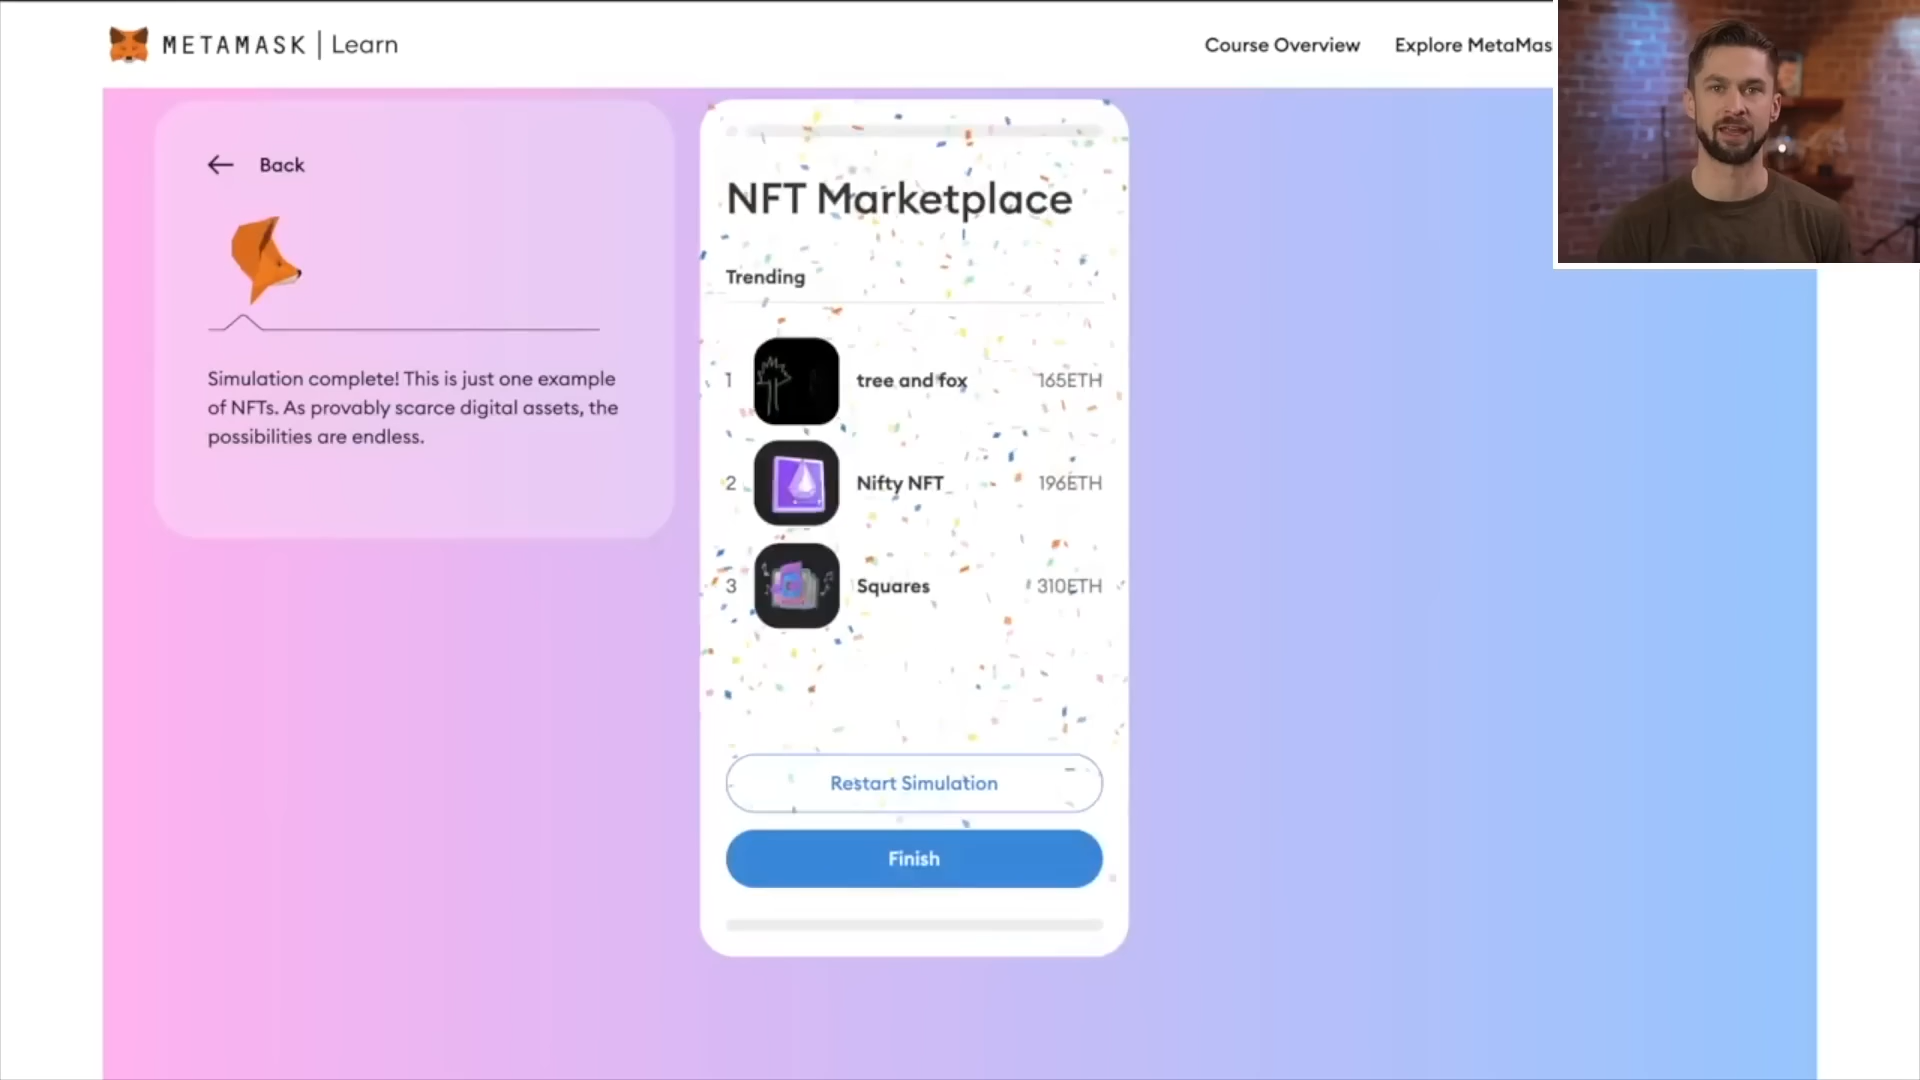 METAMASK | Learn
Course Overview
Explore MetaMas
Back
Simulation complete! This is just one example
of NFTs. As provably scarce digital assets, the
possibilities are endless.
NFT Marketplace
Trending
1 tree and fox 165ETH
2 Nifty NFT 196ETH
3 Squares 310ETH
Restart Simulation
Finish